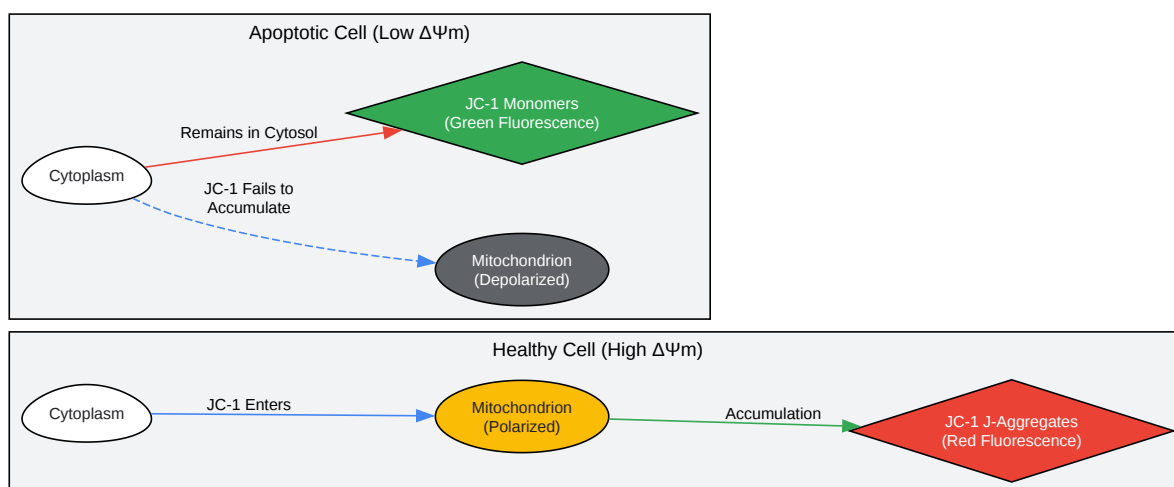 Apoptotic Cell (Low ΔΨm)
JC-1 Monomers
(Green Fluorescence)
Remains in Cytosol
Cytoplasm
JC-1 Fails to
Accumulate
Mitochondrion
(Depolarized)
Healthy Cell (High ΔΨm)
Cytoplasm
JC-1 Enters
Mitochondrion
(Polarized)
Accumulation
JC-1 J-Aggregates
(Red Fluorescence)